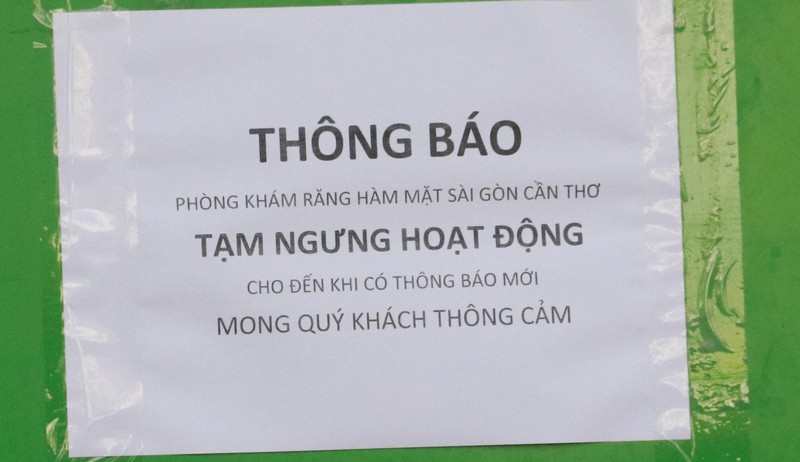 THÔNG BÁO
PHÒNG KHÁM RĂNG HÀM MẶT SÀI GÒN CẦN THƠ
TẠM NGƯNG HOẠT ĐỘNG
CHO ĐẾN KHI CÓ THÔNG BÁO MỚI
MONG QUÝ KHÁCH THÔNG CẢM